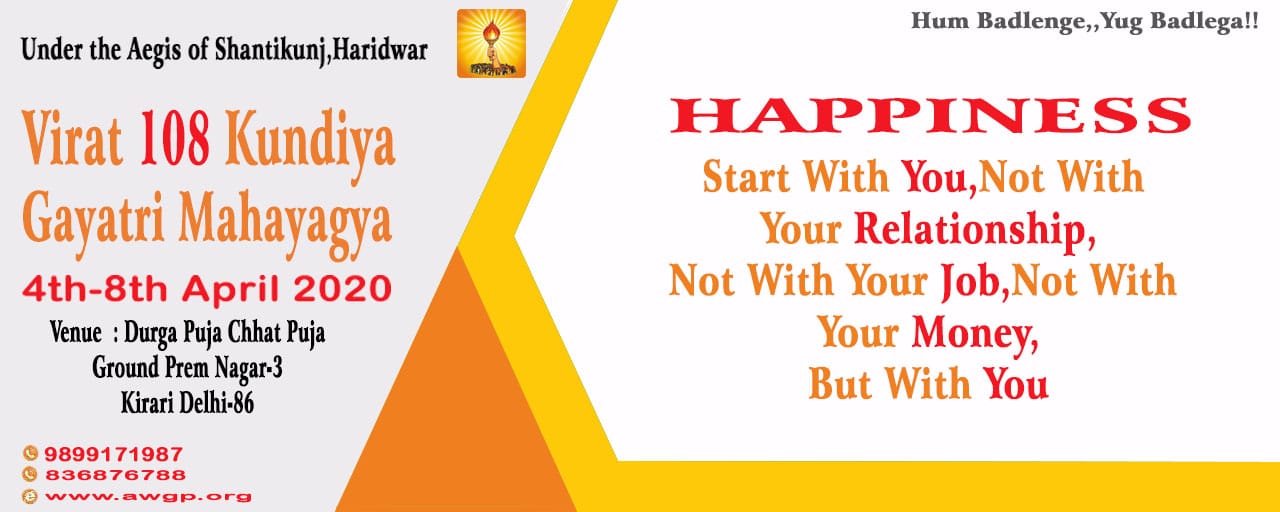 Under the Aegis of Shantikunj,Haridwar
Virat 108 Kundiya
Gayatri Mahayagya
4th-8th April 2020
Venue : Durga Puja Chhat Puja
Ground Prem Nagar-3
Kirari Delhi-86
9899171987
836876788
www.awgp.org
Hum Badlenge,,Yug Badlega!!
HAPPINESS
Start With You,Not With
Your Relationship,
Not With Your Job,Not With
Your Money,
But With You